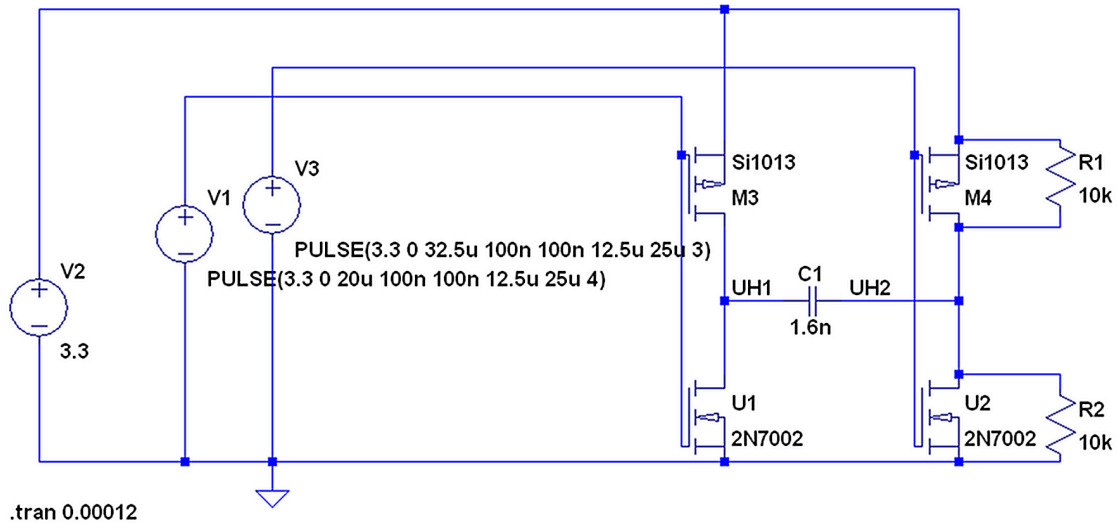 Si1013
Si1013
R1
V3
V1
M3
M4
10k
PULSE(3.3 0 32.5u 100n 100n 12.5u 25u 3)
V2
PULSE(3.3 0 20u 100n 100n 12.5u 25u 4)
C1
UH1
UH2
1.6n
3.3
U1
U2
R2
2N7002
2N7002
10k
.tran 0.00012